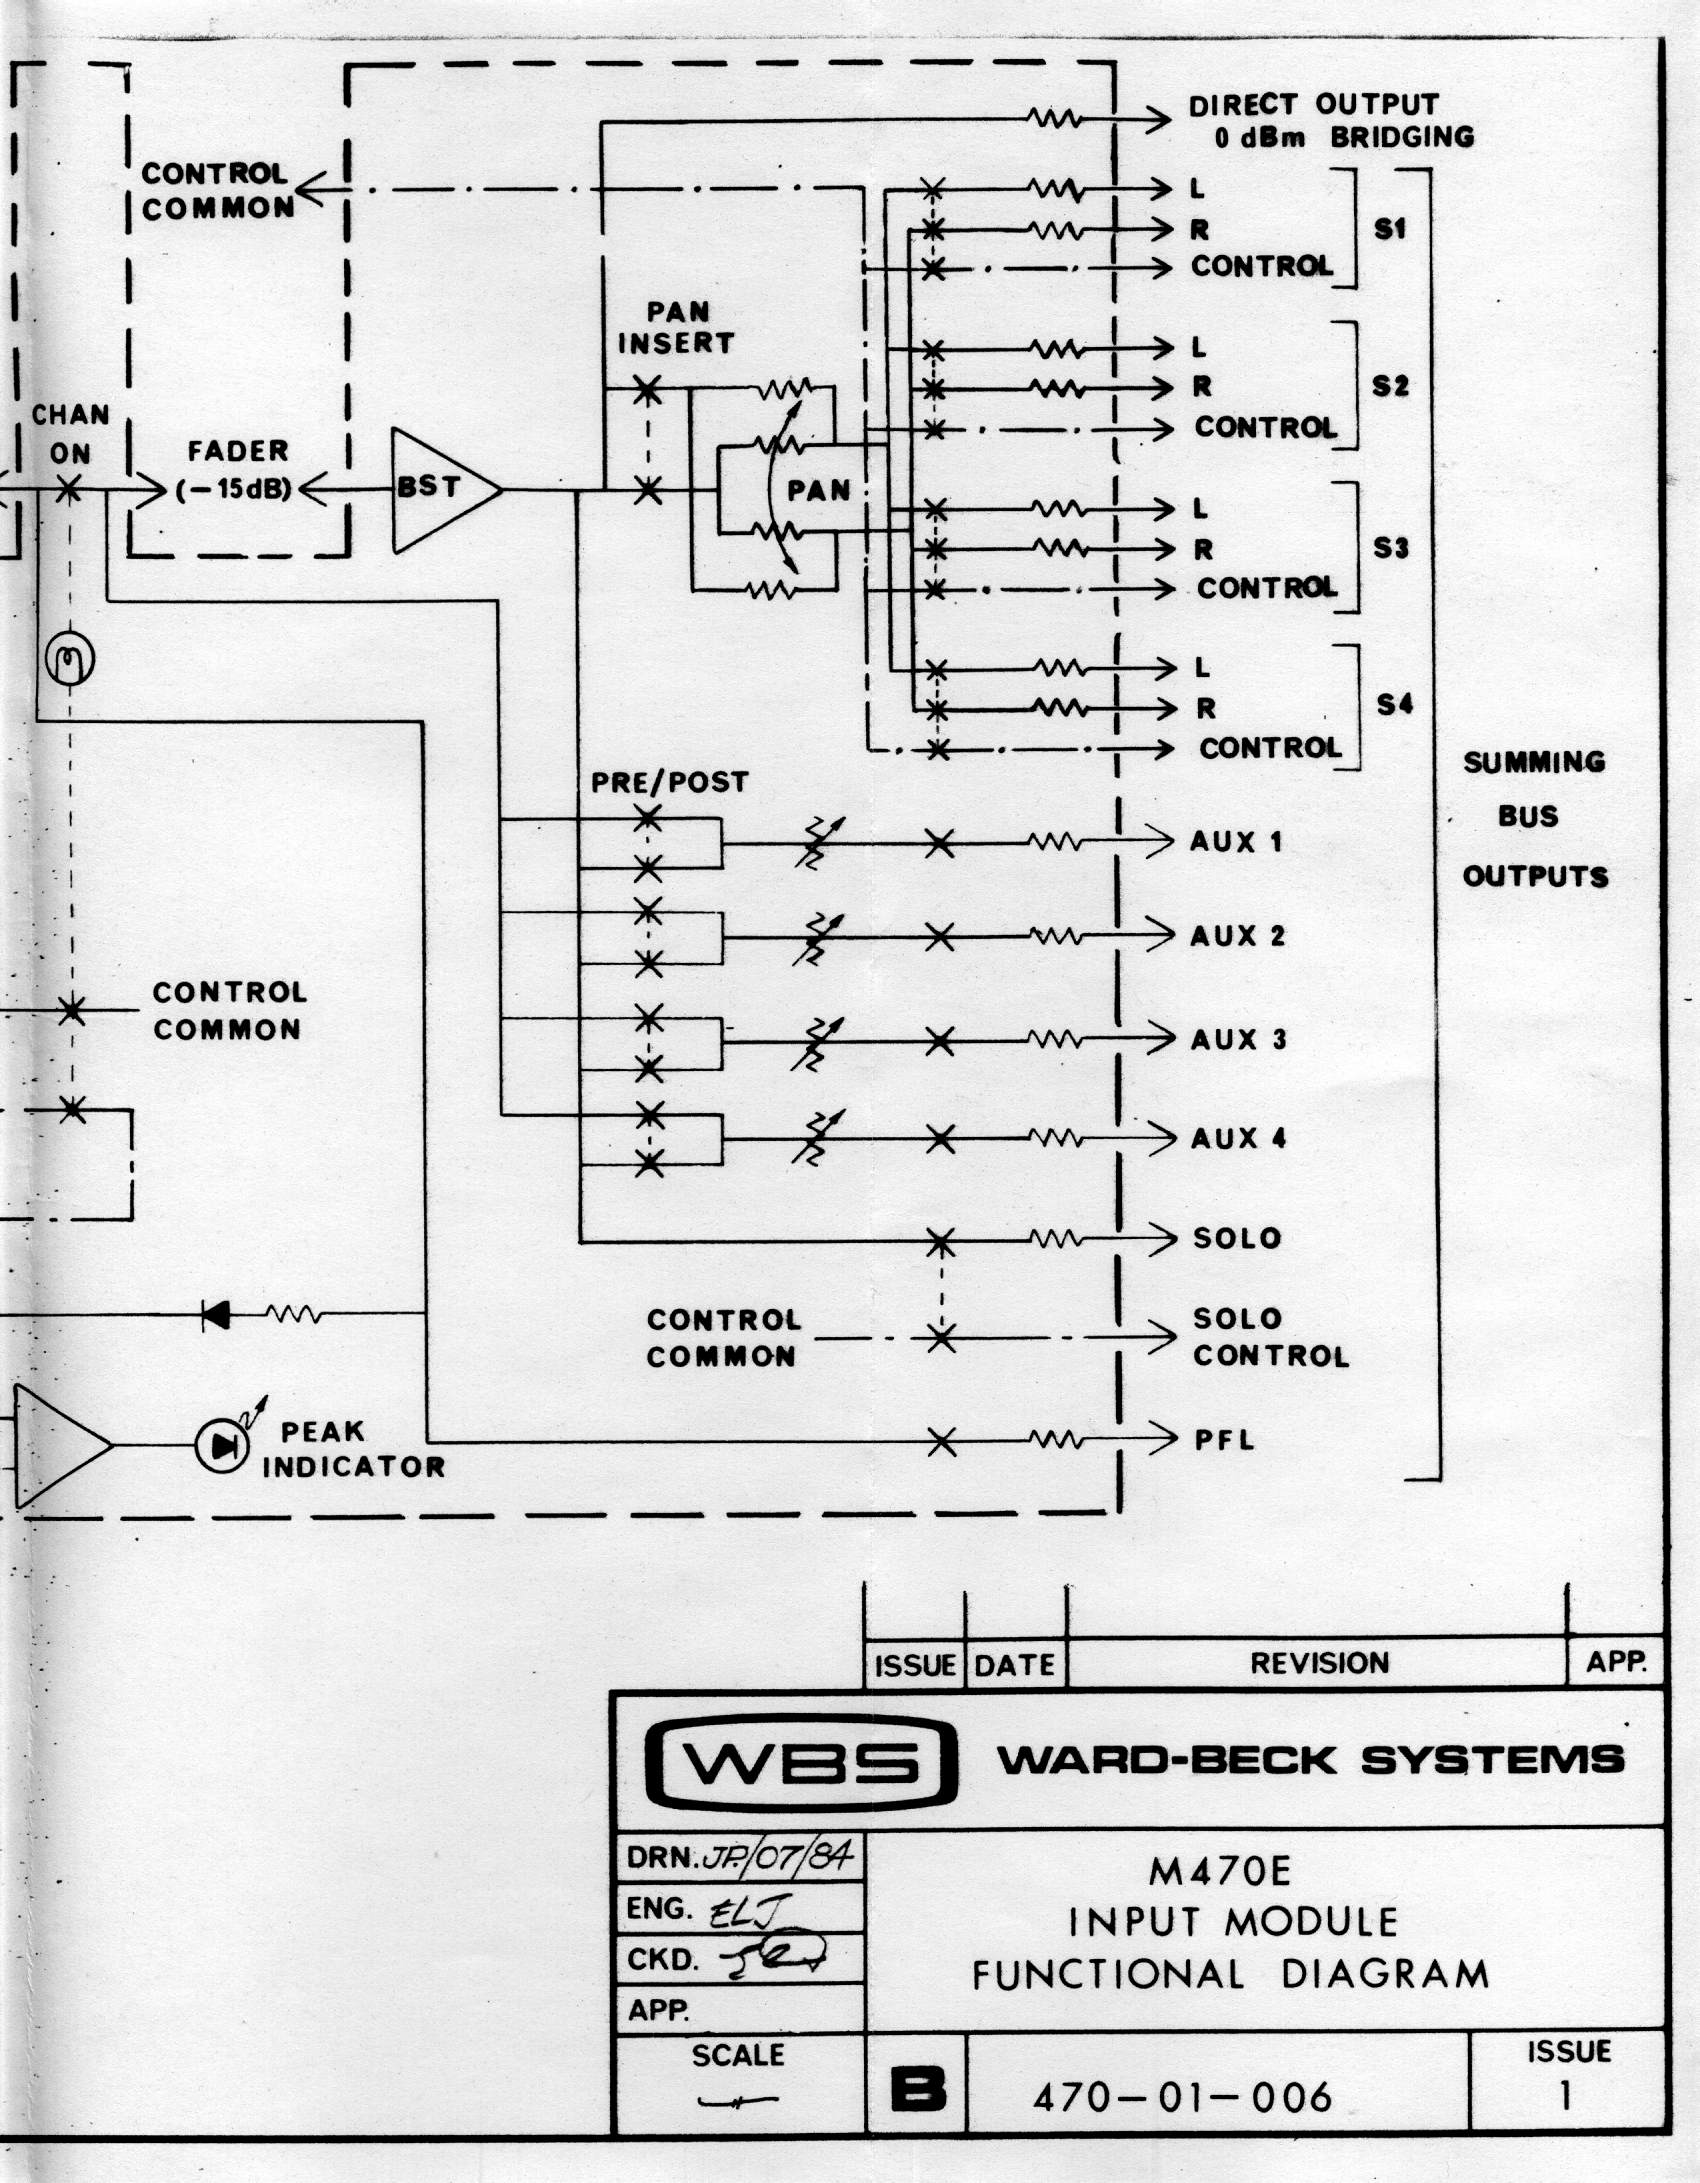 DIRECT OUTPUT
0 dBm BRIDGING
CONTROL
COMMON
L
R
CONTROL
S1
PAN
INSERT
L
R
CONTROL
S2
CHAN
ON
FADER
(-15dB)
BST
PAN
L
R
CONTROL
S3
L
R
CONTROL
S4
SUMMING
BUS
OUTPUTS
PRE/POST
AUX 1
AUX 2
AUX 3
AUX 4
CONTROL
COMMON
SOLO
CONTROL
COMMON
SOLO
CONTROL
PEAK
INDICATOR
PFL
ISSUE DATE REVISION APP.
WBS WARD-BECK SYSTEMS
DRN. JP/07/84
ENG. ELJ
CKD.
APP.
M470E
INPUT MODULE
FUNCTIONAL DIAGRAM
SCALE
B
470-01-006
ISSUE
1